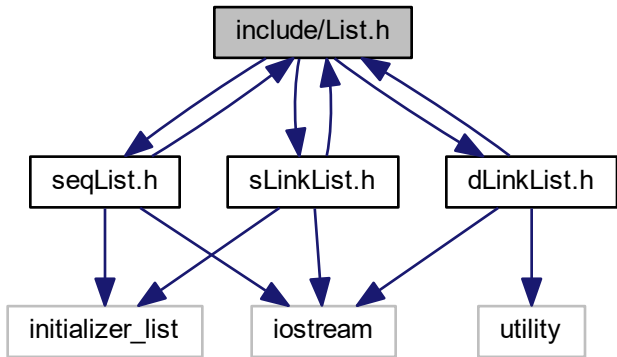 include/List.h
seqList.h
sLinkList.h
dLinkList.h
initializer_list
iostream
utility